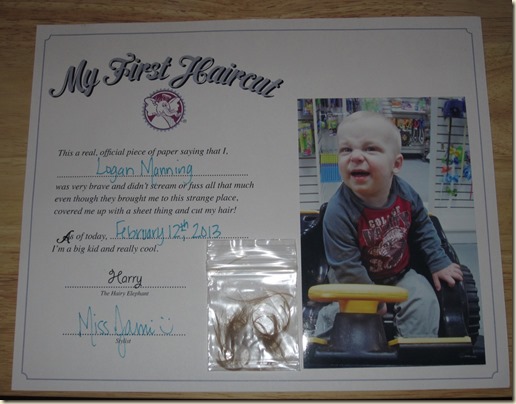 My First Haircut
This a real, official piece of paper saying that I,
Logan Manning
was very brave and didn't scream or fuss all that much
even though they brought me to this strange place,
covered me up with a sheet thing and cut my hair!
As of today, February 12th 2013
I'm a big kid and really cool.
Harry
The Hairy Elephant
Miss Jami
Stylist